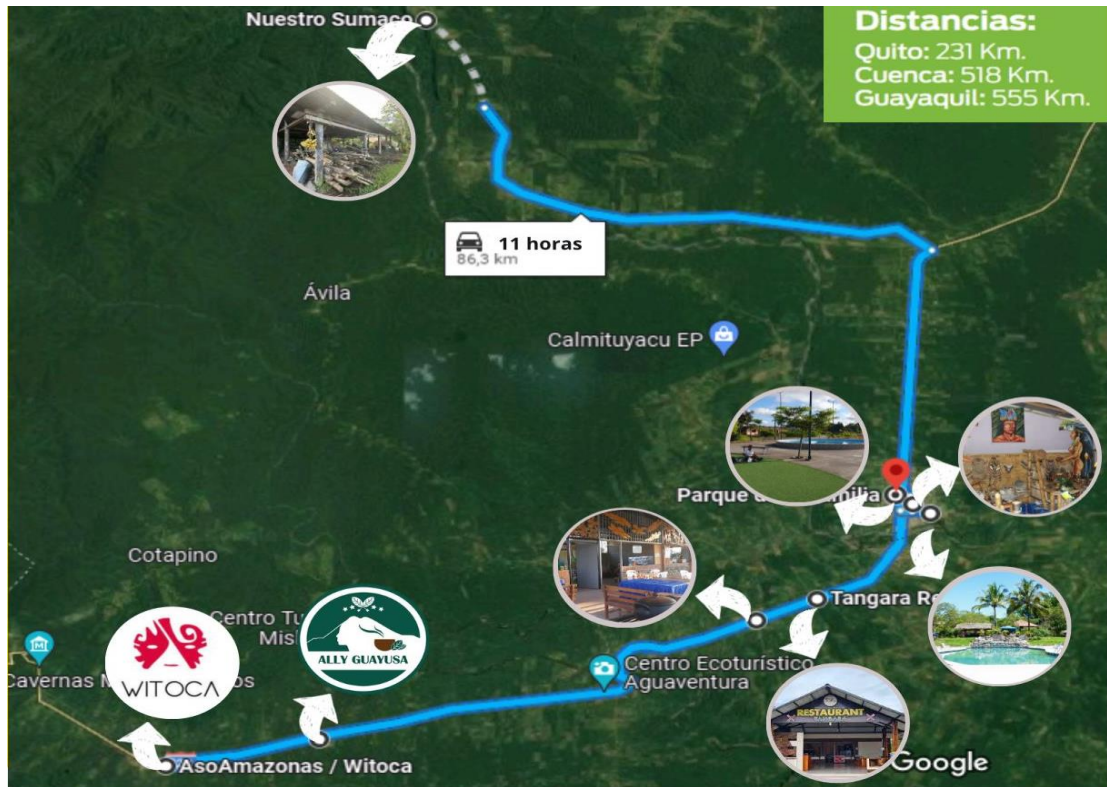 Nuestro Sumaco
Distancias:
Quito: 231 Km.
Cuenca: 518 Km.
Guayaquil: 555 Km.
11 horas
86,3 km
Ávila
Calmituyacu EP
Parque
Cotapino
Centro
WITOCA
ALLY GUAYUSA
Tangara
Centro Ecoturístico
Aguaventura
Cavernas
RESTAURANT
AsoAmazonas / Witoca
Google